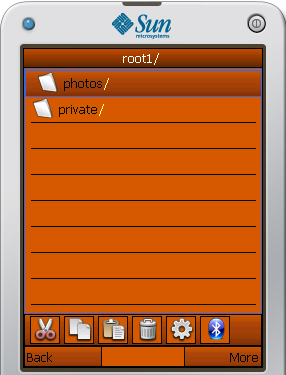 Sun
microsystems
root1/
photos/
private/
Back More